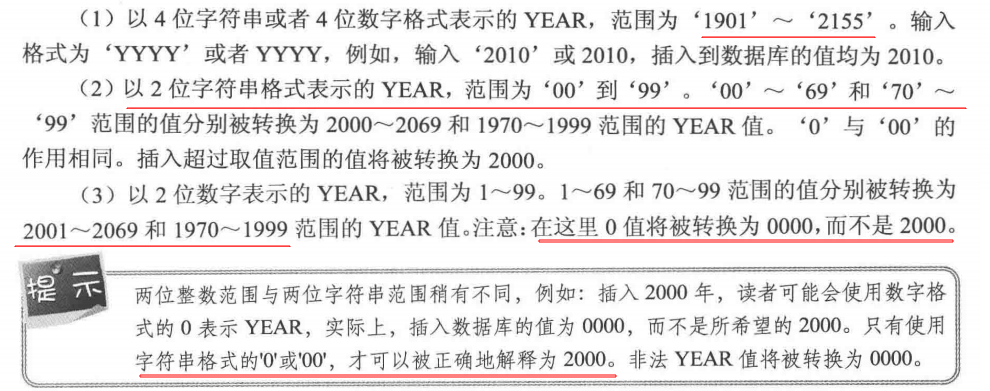 （1）以 4 位字符串或者 4 位数字格式表示的 YEAR，范围为‘1901’～‘2155’。输入
格式为‘YYYY’或者 YYYY，例如，输入‘2010’或 2010，插入到数据库的值均为 2010。
（2）以 2 位字符串格式表示的 YEAR，范围为‘00’到‘99’。‘00’～‘69’和‘70’～
‘99’范围的值分别被转换为 2000～2069 和 1970～1999 范围的 YEAR 值。‘0’与‘00’的
作用相同。插入超过取值范围的值将被转换为 2000。
（3）以 2 位数字表示的 YEAR，范围为 1～99。1～69 和 70～99 范围的值分别被转换为
2001～2069 和 1970～1999 范围的 YEAR 值。注意：在这里 0 值将被转换为 0000，而不是 2000。
提示
两位整数范围与两位字符串范围稍有不同，例如：插入 2000 年，读者可能会使用数字格
式的 0 表示 YEAR，实际上，插入数据库的值为 0000，而不是所希望的 2000。只有使用
字符串格式的'0'或'00'，才可以被正确地解释为 2000。非法 YEAR 值将被转换为 0000。